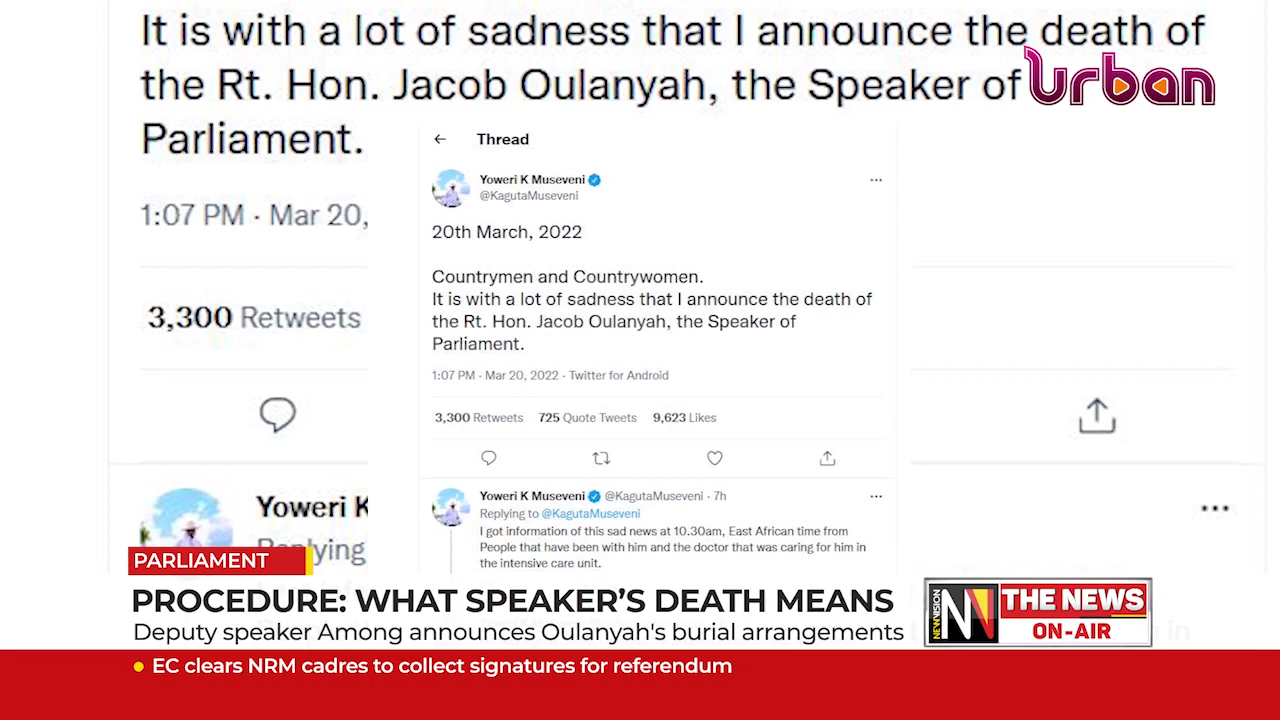 It is with a lot of sadness that I announce the death of
the Rt. Hon. Jacob Oulanyah, the Speaker of
Parliament.
1:07 PM · Mar 20,
3,300 Retweets
Yoweri K
Replying
urban
Thread
Yoweri K Museveni
@KagutaMuseveni
20th March, 2022
Countrymen and Countrywomen.
It is with a lot of sadness that I announce the death of
the Rt. Hon. Jacob Oulanyah, the Speaker of
Parliament.
1:07 PM · Mar 20, 2022 · Twitter for Android
3,300 Retweets 725 Quote Tweets 9,623 Likes
Yoweri K Museveni @KagutaMuseveni · 7h
Replying to @KagutaMuseveni
I got information of this sad news at 10.30am, East African time from
People that have been with him and the doctor that was caring for him in
the intensive care unit.
PARLIAMENT
PROCEDURE: WHAT SPEAKER'S DEATH MEANS
Deputy speaker Among announces Oulanyah's burial arrangements
NEW VISION
N
THE NEWS
ON-AIR
in
EC clears NRM cadres to collect signatures for referendum